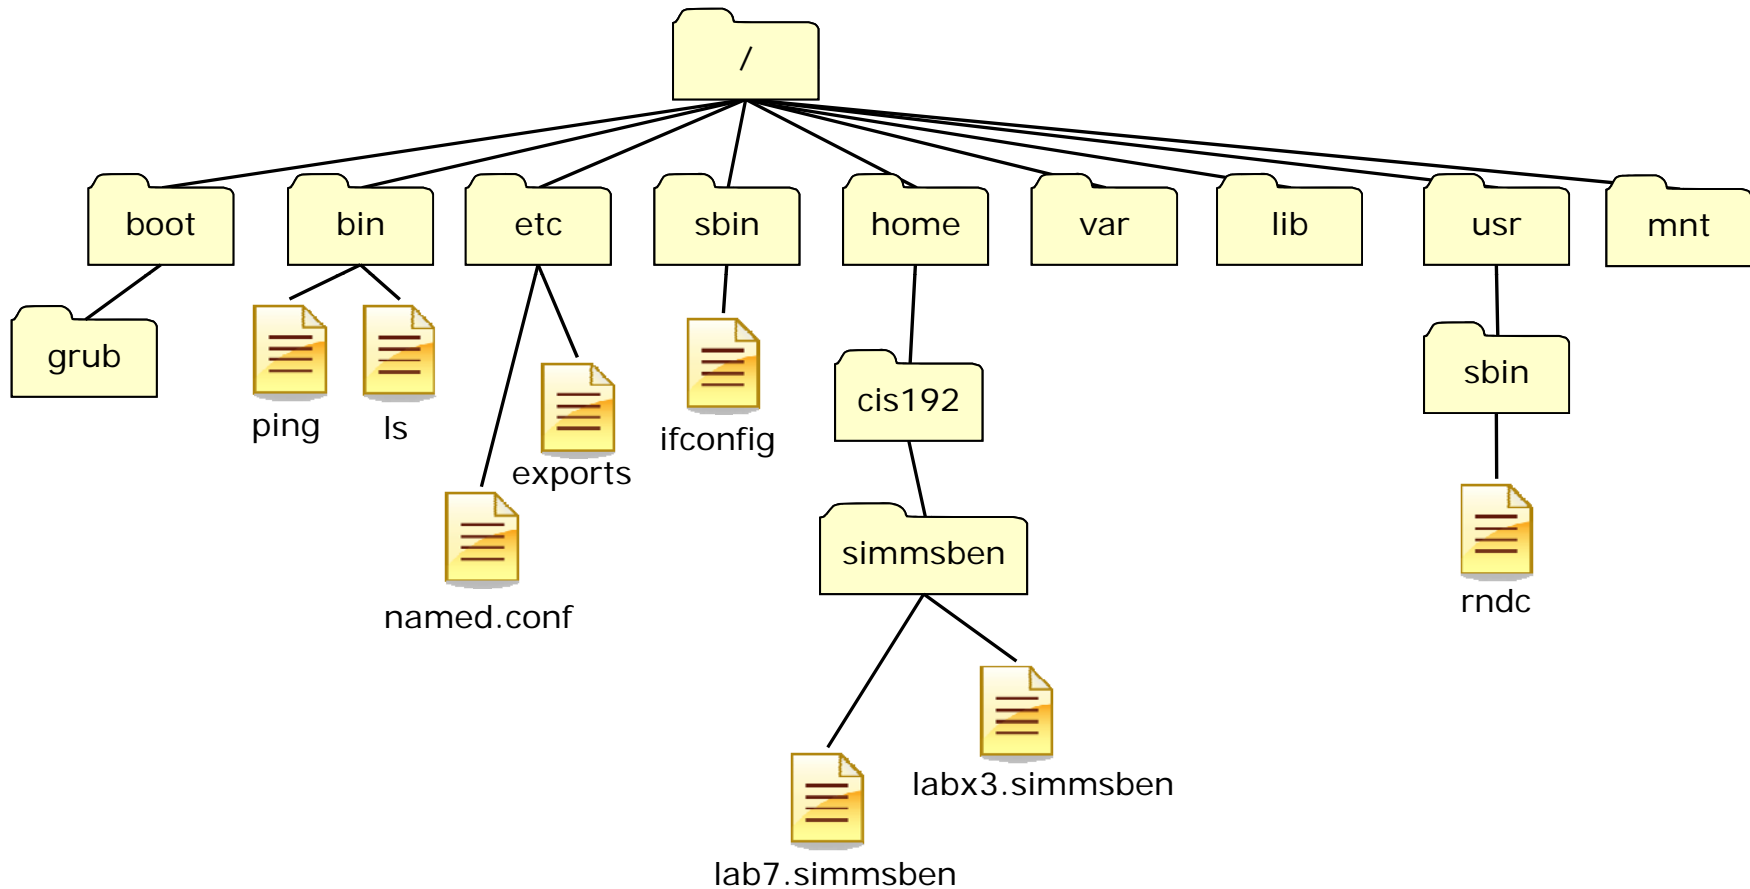 /
boot
bin
etc
sbin
home
var
lib
usr
mnt
grub
ping
ls
exports
named.conf
ifconfig
cis192
simmsben
labx3.simmsben
lab7.simmsben
sbin
rndc